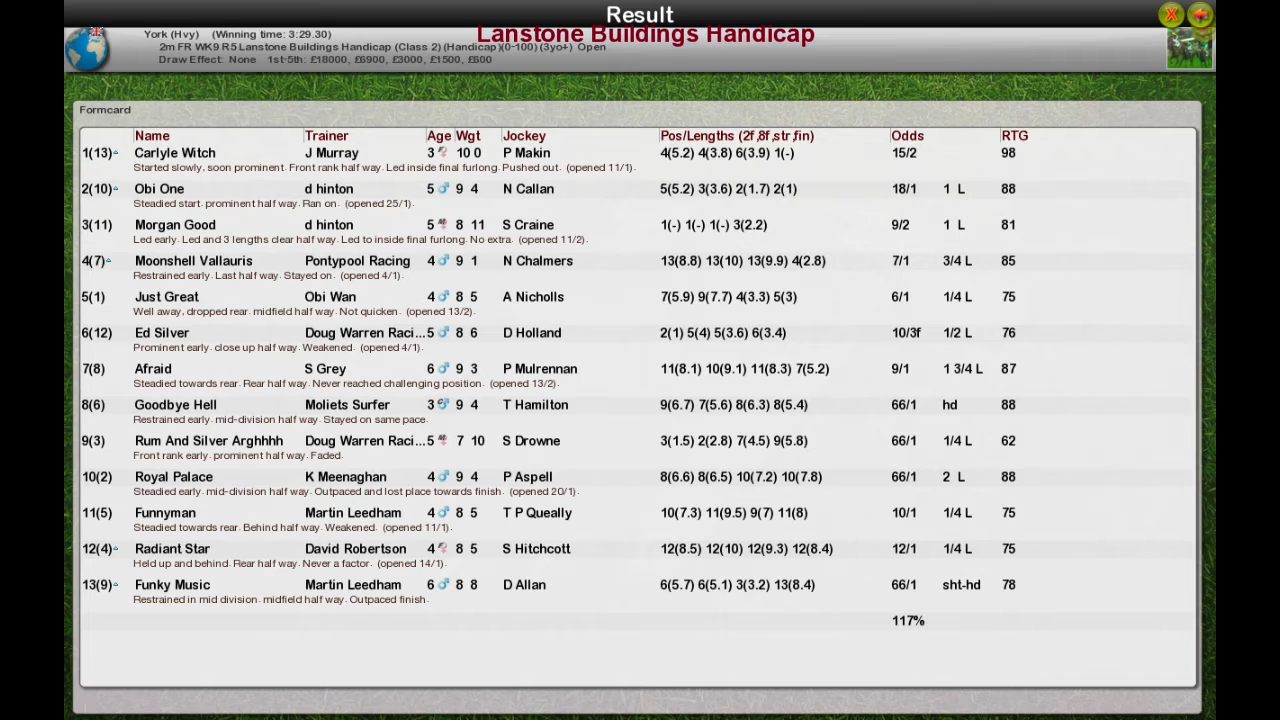 Result
Lanstone Buildings Handicap
York (Hvy) (Winning time: 3:29.30)
2m FR WK9 R5 Lanstone Buildings Handicap (Class 2) (Handicap)(0-100) (3yo+) Open
Draw Effect: None 1st-5th: £18000, £6900, £3000, £1500, £600
Formcard
Name Trainer Age Wgt Jockey Pos/Lengths (2f,8f,str,fin) Odds RTG
1(13) Carlyle Witch J Murray 3 10 0 P Makin 4(5.2) 4(3.8) 6(3.9) 1(-) 15/2 98
Started slowly, soon prominent. Front rank half way. Led inside final furlong. Pushed out. (opened 11/1).
2(10) Obi One d hinton 5 9 4 N Callan 5(5.2) 3(3.6) 2(1.7) 2(1) 18/1 1 L 88
Steadied start. prominent half way. Ran on. (opened 25/1).
3(11) Morgan Good d hinton 5 8 11 S Craine 1(-) 1(-) 1(-) 3(2.2) 9/2 1 L 81
Led early. Led and 3 lengths clear half way. Led to inside final furlong. No extra. (opened 11/2).
4(7) Moonshell Vallauris Pontypool Racing 4 9 1 N Chalmers 13(8.8) 13(10) 13(9.9) 4(2.8) 7/1 3/4 L 85
Restrained early. Last half way. Stayed on. (opened 4/1).
5(1) Just Great Obi Wan 4 8 5 A Nicholls 7(5.9) 9(7.7) 4(3.3) 5(3) 6/1 1/4 L 75
Well away, dropped rear. midfield half way. Not quicken. (opened 13/2).
6(12) Ed Silver Doug Warren Raci... 5 8 6 D Holland 2(1) 5(4) 5(3.6) 6(3.4) 10/3f 1/2 L 76
Prominent early. close up half way. Weakened. (opened 4/1).
7(8) Afraid S Grey 6 9 3 P Mulrennan 11(8.1) 10(9.1) 11(8.3) 7(5.2) 9/1 1 3/4 L 87
Steadied towards rear. Rear half way. Never reached challenging position. (opened 13/2).
8(6) Goodbye Hell Moliets Surfer 3 9 4 T Hamilton 9(6.7) 7(5.6) 8(6.3) 8(5.4) 66/1 hd 88
Restrained early. mid-division half way. Stayed on same pace.
9(3) Rum And Silver Arghhhh Doug Warren Raci... 5 7 10 S Drowne 3(1.5) 2(2.8) 7(4.5) 9(5.8) 66/1 1/4 L 62
Front rank early. prominent half way. Faded.
10(2) Royal Palace K Meenaghan 4 9 4 P Aspell 8(6.6) 8(6.5) 10(7.2) 10(7.8) 66/1 2 L 88
Steadied early. mid-division half way. Outpaced and lost place towards finish. (opened 20/1).
11(5) Funnyman Martin Leedham 4 8 5 T P Queally 10(7.3) 11(9.5) 9(7) 11(8) 10/1 1/4 L 75
Steadied towards rear. Behind half way. Weakened. (opened 11/1).
12(4) Radiant Star David Robertson 4 8 5 S Hitchcott 12(8.5) 12(10) 12(9.3) 12(8.4) 12/1 1/4 L 75
Held up and behind. Rear half way. Never a factor. (opened 14/1).
13(9) Funky Music Martin Leedham 6 8 8 D Allan 6(5.7) 6(5.1) 3(3.2) 13(8.4) 66/1 sht-hd 78
Restrained in mid division. midfield half way. Outpaced finish.
117%